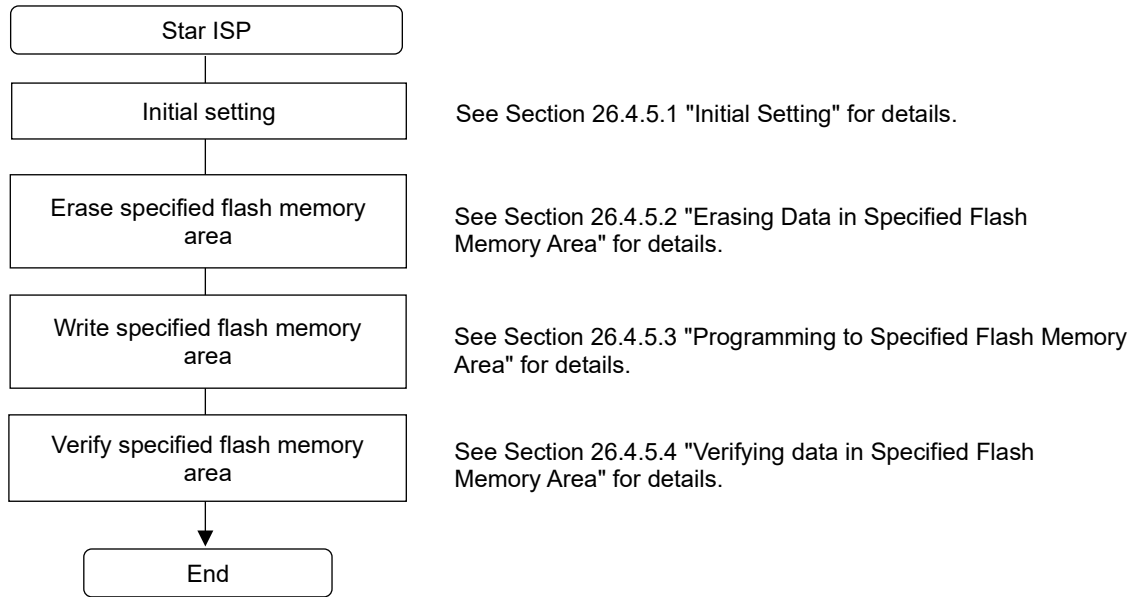 Star ISP
Initial setting
See Section 26.4.5.1 "Initial Setting" for details.
Erase specified flash memory
area
See Section 26.4.5.2 "Erasing Data in Specified Flash
Memory Area" for details.
Write specified flash memory
area
See Section 26.4.5.3 "Programming to Specified Flash Memory
Area" for details.
Verify specified flash memory
area
See Section 26.4.5.4 "Verifying data in Specified Flash
Memory Area" for details.
End